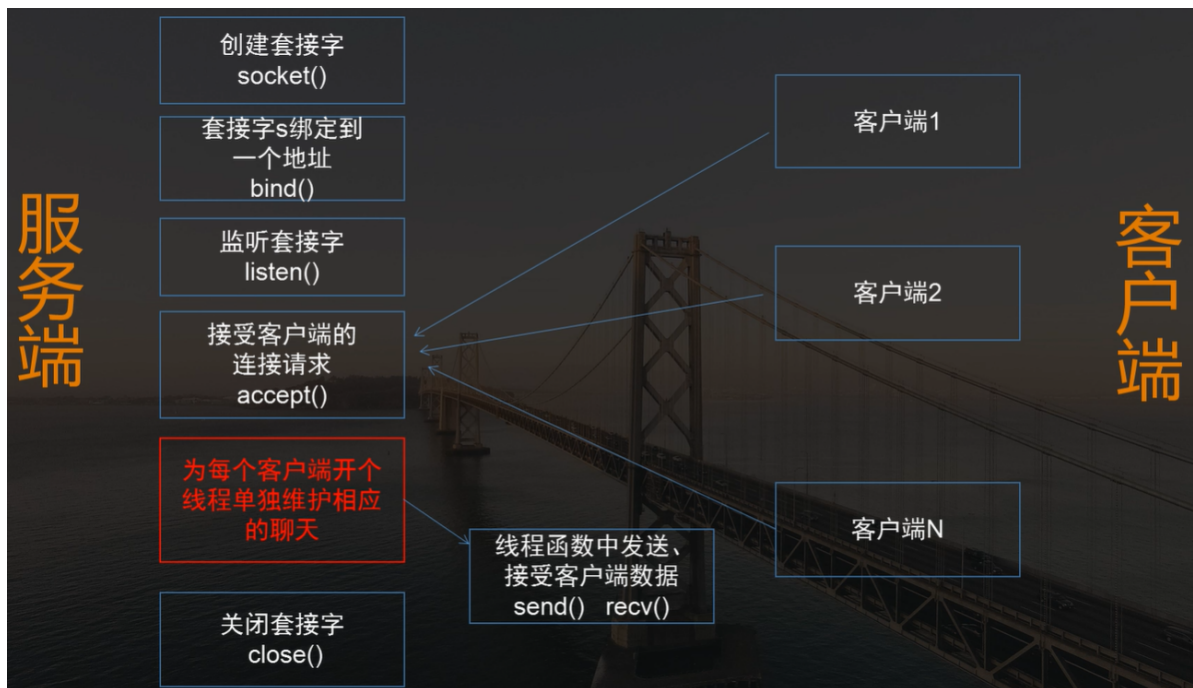 服务端
创建套接字
socket()
套接字s绑定到
一个地址
bind()
监听套接字
listen()
接受客户端的
连接请求
accept()
为每个客户端开个
线程单独维护相应
的聊天
关闭套接字
close()
线程函数中发送、
接受客户端数据
send() recv()
客户端1
客户端2
客户端N
客户端